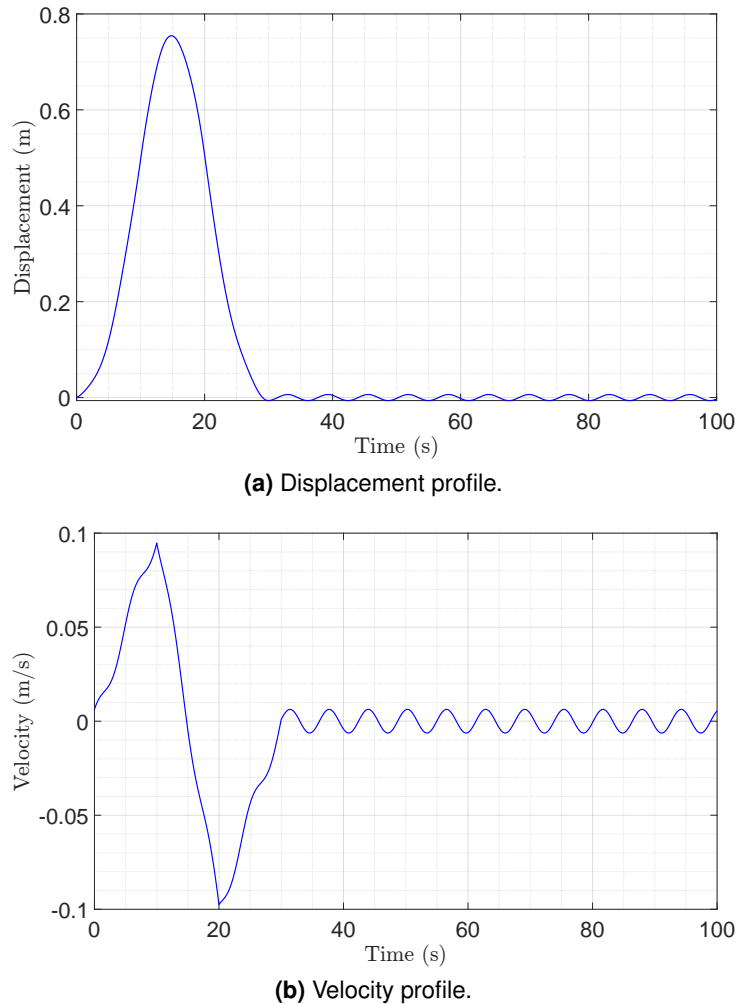 0.8
0.6
0.4
0.2
0
Displacement (m)
0 20 40 60 80 100
Time (s)
(a) Displacement profile.
0.1
0.05
0
-0.05
-0.1
Velocity (m/s)
0 20 40 60 80 100
Time (s)
(b) Velocity profile.